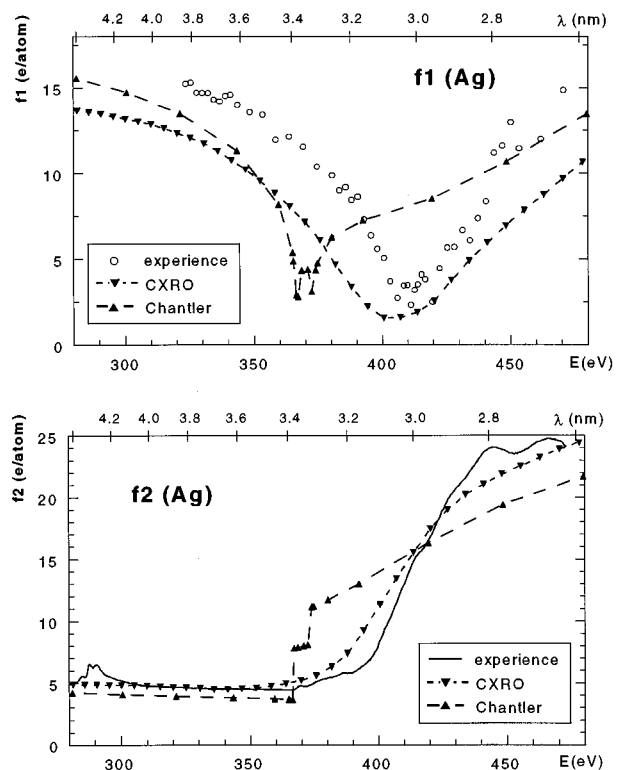 4.2 4.0 3.8 3.6 3.4 3.2 3.0 2.8 λ (nm)
f1 (e/atom)
f1 (Ag)
15
10
5
0
experience
CXRO
Chantler
300 350 400 450 E(eV)
4.2 4.0 3.8 3.6 3.4 3.2 3.0 2.8 λ (nm)
f2 (e/atom)
f2 (Ag)
25
20
15
10
5
0
experience
CXRO
Chantler
300 350 400 450 E(eV)